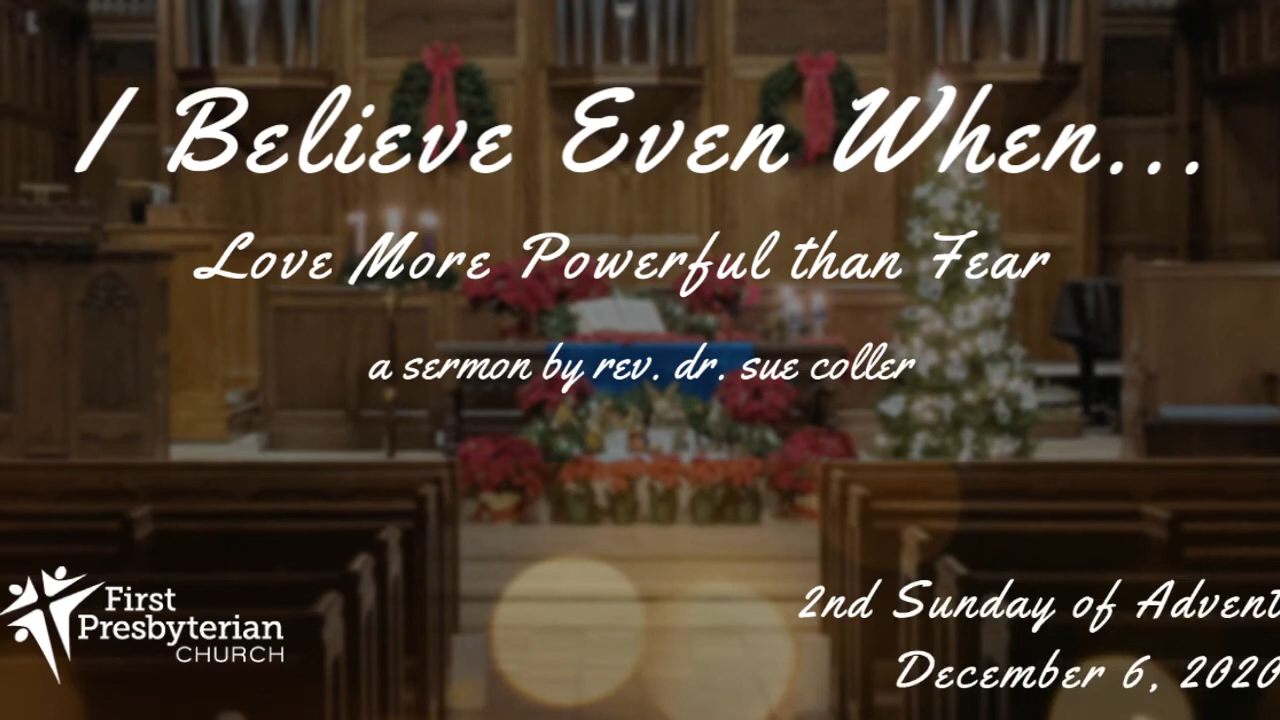 I Believe Even When...
Love More Powerful than Fear
a sermon by rev. dr. sue coller
First
Presbyterian
CHURCH
2nd Sunday of Advent
December 6, 2020